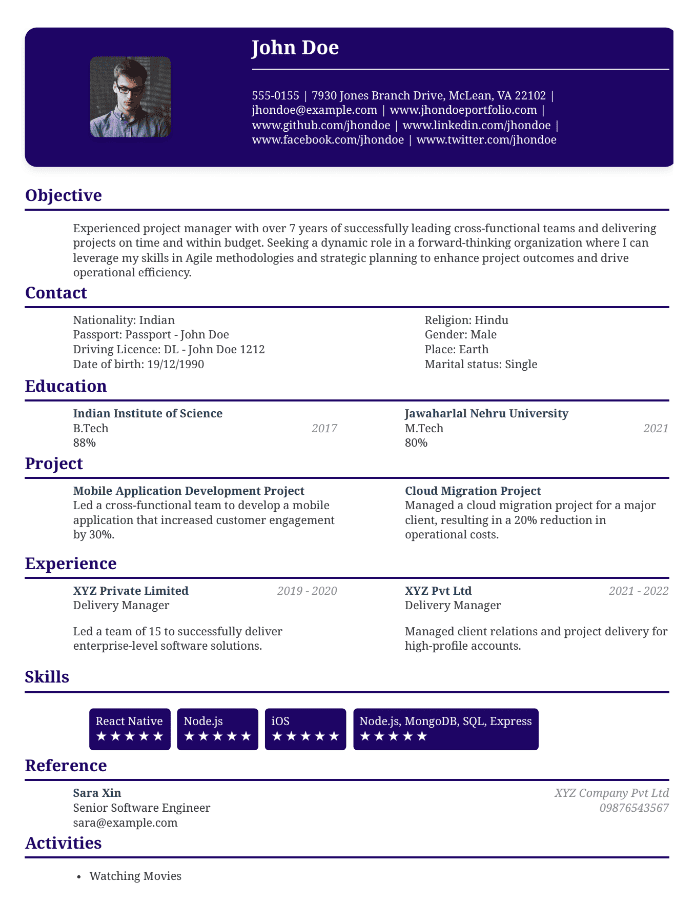 John Doe
555-0155 | 7930 Jones Branch Drive, McLean, VA 22102 |
jhondoe@example.com | www.jhondoeportfolio.com |
www.github.com/jhondoe | www.linkedin.com/jhondoe |
www.facebook.com/jhondoe | www.twitter.com/jhondoe
Objective
Experienced project manager with over 7 years of successfully leading cross-functional teams and delivering
projects on time and within budget. Seeking a dynamic role in a forward-thinking organization where I can
leverage my skills in Agile methodologies and strategic planning to enhance project outcomes and drive
operational efficiency.
Contact
Nationality: Indian
Passport: Passport - John Doe
Driving Licence: DL - John Doe 1212
Date of birth: 19/12/1990
Religion: Hindu
Gender: Male
Place: Earth
Marital status: Single
Education
Indian Institute of Science
B.Tech 2017
88%
Jawaharlal Nehru University
M.Tech 2021
80%
Project
Mobile Application Development Project
Led a cross-functional team to develop a mobile
application that increased customer engagement
by 30%.
Cloud Migration Project
Managed a cloud migration project for a major
client, resulting in a 20% reduction in
operational costs.
Experience
XYZ Private Limited 2019 - 2020
Delivery Manager
Led a team of 15 to successfully deliver
enterprise-level software solutions.
XYZ Pvt Ltd 2021 - 2022
Delivery Manager
Managed client relations and project delivery for
high-profile accounts.
Skills
React Native
★★★★★
Node.js
★★★★★
iOS
★★★★★
Node.js, MongoDB, SQL, Express
★★★★★
Reference
Sara Xin XYZ Company Pvt Ltd
Senior Software Engineer 09876543567
sara@example.com
Activities
• Watching Movies